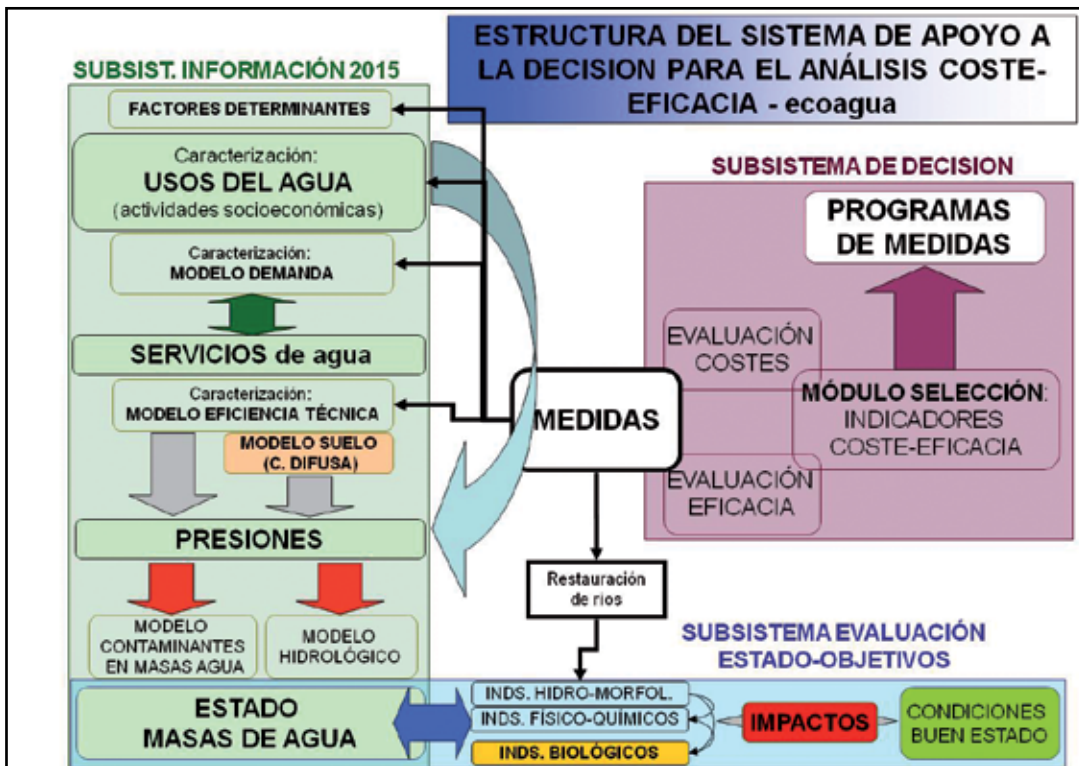 ESTRUCTURA DEL SISTEMA DE APOYO A
LA DECISION PARA EL ANÁLISIS COSTE-
EFICACIA - ecoagua
SUBSIST. INFORMACIÓN 2015
FACTORES DETERMINANTES
Caracterización:
USOS DEL AGUA
(actividades socioeconómicas)
Caracterización:
MODELO DEMANDA
SERVICIOS de agua
Caracterización:
MODELO EFICIENCIA TÉCNICA
MODELO SUELO
(C. DIFUSA)
PRESIONES
MODELO
CONTAMINANTES
EN MASAS AGUA
MODELO
HIDROLÓGICO
ESTADO
MASAS DE AGUA
MEDIDAS
Restauración
de rios
SUBSISTEMA DE DECISION
PROGRAMAS
DE MEDIDAS
EVALUACIÓN
COSTES
MÓDULO SELECCIÓN:
INDICADORES
COSTE-EFICACIA
EVALUACIÓN
EFICACIA
SUBSISTEMA EVALUACIÓN
ESTADO-OBJETIVOS
INDS. HIDRO-MORFOL.
INDS. FÍSICO-QUÍMICOS
INDS. BIOLÓGICOS
IMPACTOS
CONDICIONES
BUEN ESTADO